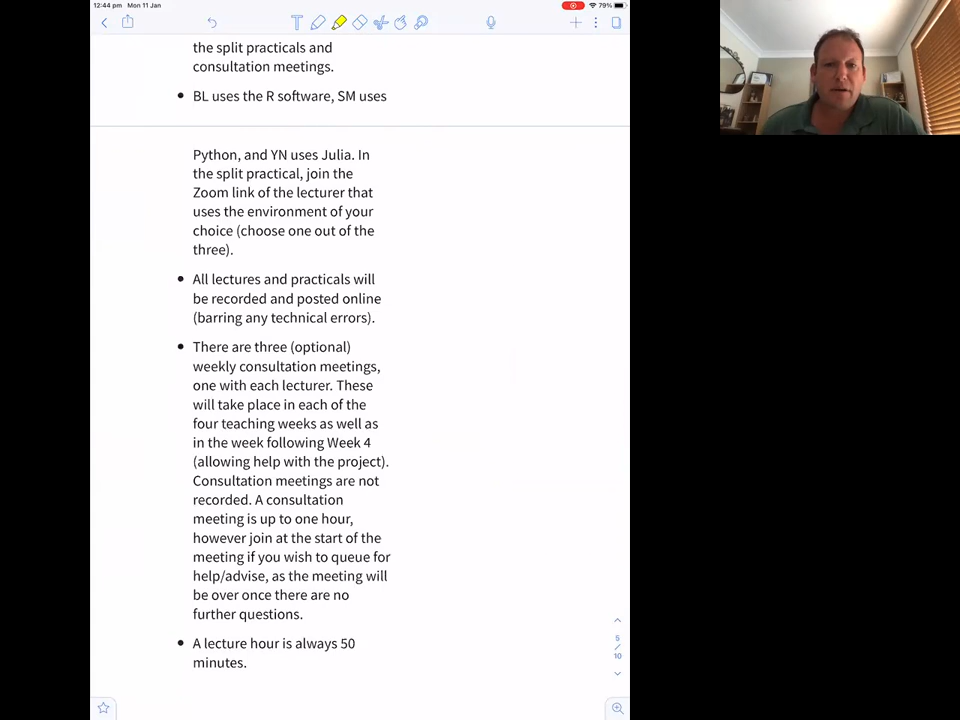 12:44 pm Mon 11 Jan
79%
the split practicals and
consultation meetings.
• BL uses the R software, SM uses
Python, and YN uses Julia. In
the split practical, join the
Zoom link of the lecturer that
uses the environment of your
choice (choose one out of the
three).
• All lectures and practicals will
be recorded and posted online
(barring any technical errors).
• There are three (optional)
weekly consultation meetings,
one with each lecturer. These
will take place in each of the
four teaching weeks as well as
in the week following Week 4
(allowing help with the project).
Consultation meetings are not
recorded. A consultation
meeting is up to one hour,
however join at the start of the
meeting if you wish to queue for
help/advise, as the meeting will
be over once there are no
further questions.
• A lecture hour is always 50
minutes.
5
/
10